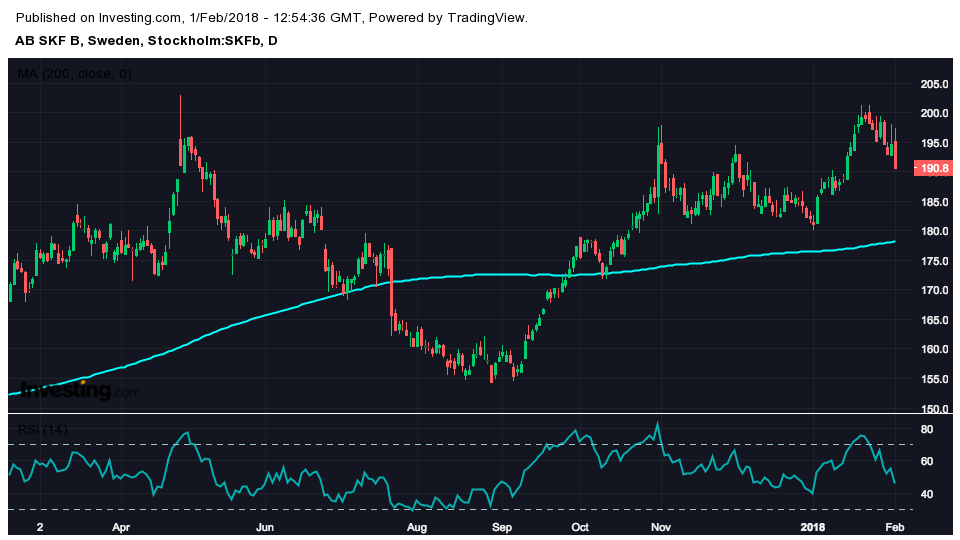 Published on Investing.com, 1/Feb/2018 - 12:54:36 GMT, Powered by TradingView.
AB SKF B, Sweden, Stockholm:SKFb, D
MA (200, close, 0)
205.0
200.0
195.0
190.8
185.0
180.0
175.0
170.0
165.0
160.0
155.0
Investing.com
150.0
RSI (14)
80
60
40
2 Apr Jun Aug Sep Oct Nov 2018 Feb